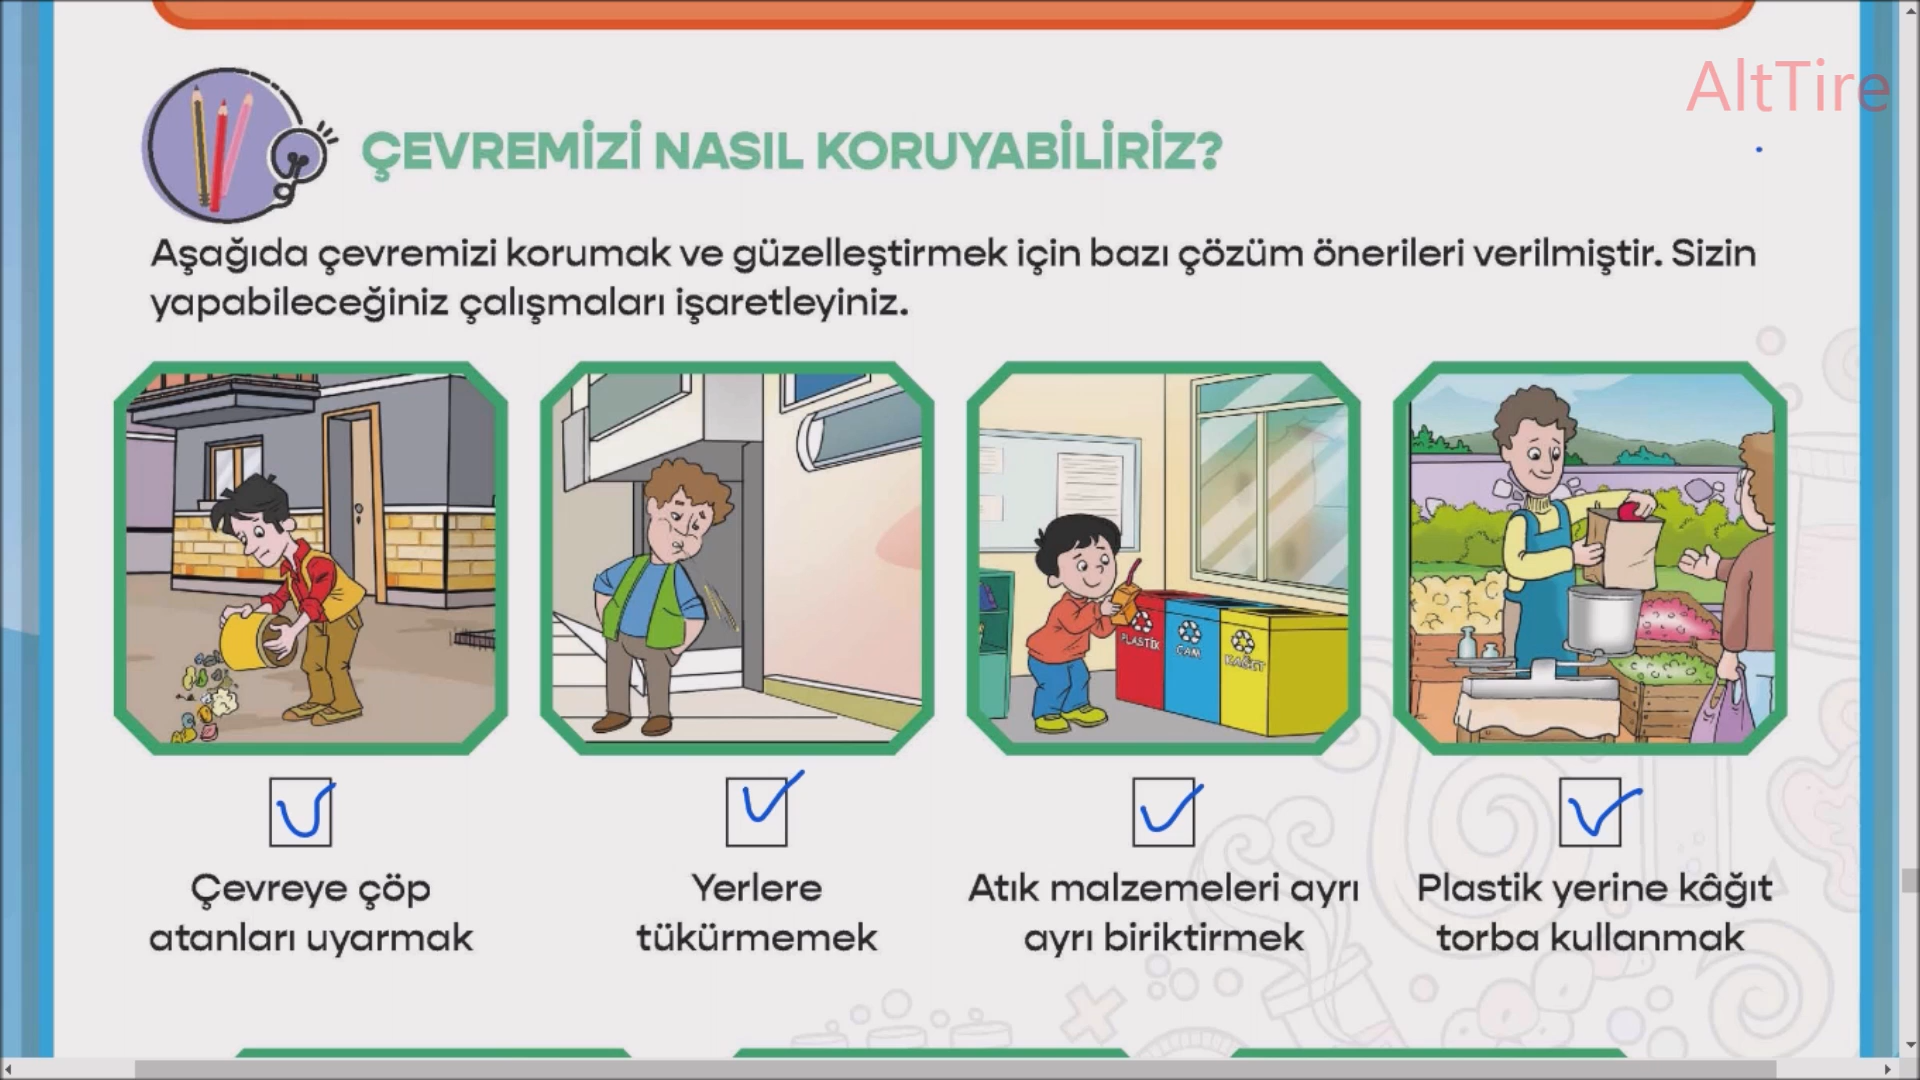 AltTire
ÇEVREMİZİ NASIL KORUYABİLİRİZ?
Aşağıda çevremizi korumak ve güzelleştirmek için bazı çözüm önerileri verilmiştir. Sizin
yapabileceğiniz çalışmaları işaretleyiniz.
PLASTİK
CAM
KAĞIT
Çevreye çöp
atanları uyarmak
Yerlere
tükürmemek
Atık malzemeleri ayrı
ayrı biriktirmek
Plastik yerine kâğıt
torba kullanmak